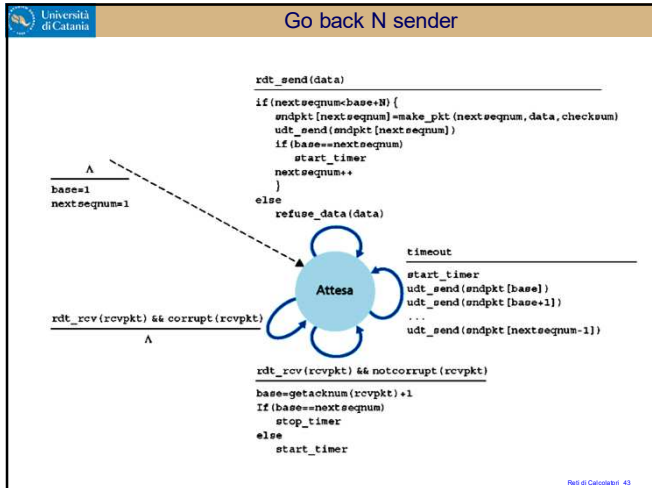 Università
di Catania
Go back N sender
rdt_send(data)
if(nextseqnum<base+N){
sndpkt[nextseqnum]=make_pkt(nextseqnum,data,checksum)
udt_send(sndpkt[nextseqnum])
if(base==nextseqnum)
start_timer
nextseqnum++
}
else
refuse_data(data)
Λ
base=1
nextseqnum=1
timeout
start_timer
udt_send(sndpkt[base])
udt_send(sndpkt[base+1])
...
udt_send(sndpkt[nextseqnum-1])
Attesa
rdt_rcv(rcvpkt) && corrupt(rcvpkt)
Λ
rdt_rcv(rcvpkt) && notcorrupt(rcvpkt)
base=getacknum(rcvpkt)+1
If(base==nextseqnum)
stop_timer
else
start_timer
Reti di Calcolatori 43